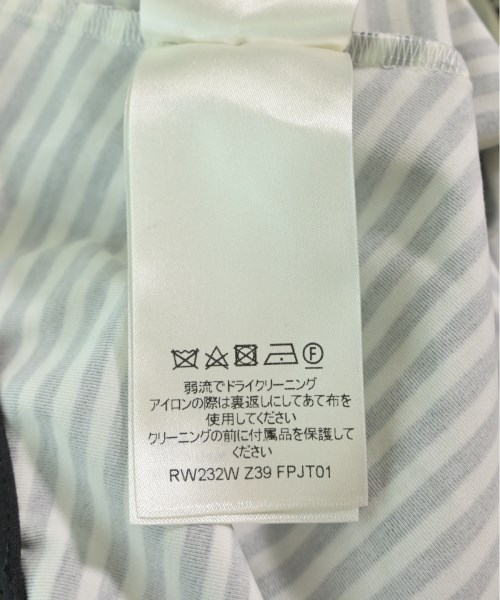 弱流でドライクリーニング
アイロンの際は裏返しにしてあて布を
使用してください
クリーニングの前に付属品を保護して
ください
RW232W Z39 FPJT01